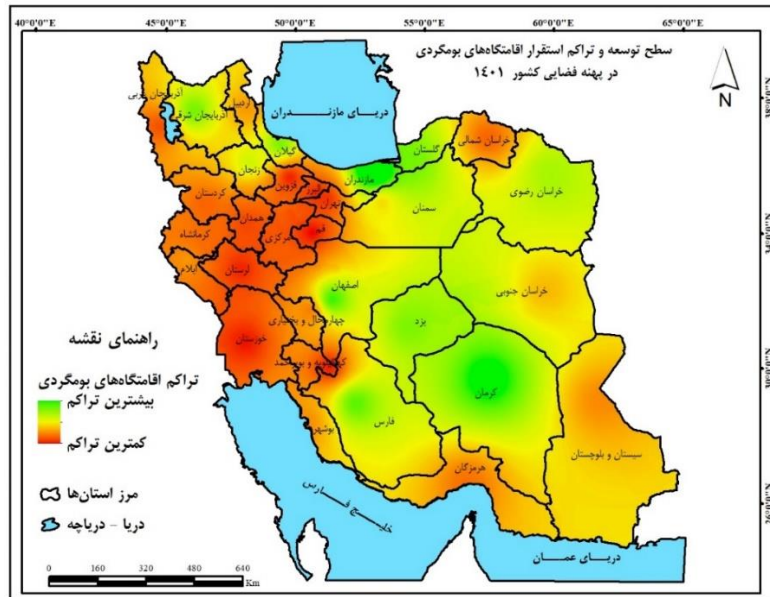 40°0'0"E 45°0'0"E 50°0'0"E 55°0'0"E 60°0'0"E 65°0'0"E
سطح توسعه و تراکم استقرار اقامتگاه‌های بومگردی
در پهنه فضایی کشور ۱٤۰۱
N
دریای مازندران
آذربایجان غربی
آذربایجان شرقی
اردبیل
گیلان
زنجان
مازندران
گلستان
خراسان شمالی
خراسان رضوی
کردستان
قزوین
البرز
تهران
سمنان
همدان
مرکزی
قم
کرمانشاه
ایلام
لرستان
اصفهان
خراسان جنوبی
یزد
چهارمحال و بختیاری
خوزستان
کهگیلویه و بویراحمد
فارس
کرمان
بوشهر
هرمزگان
سیستان و بلوچستان
خلیج فارس
دریای عمان
راهنمای نقشه
تراکم اقامتگاه‌های بومگردی
بیشترین تراکم
کمترین تراکم
مرز استان‌ها
دریا - دریاچه
0 160 320 480 640
Km